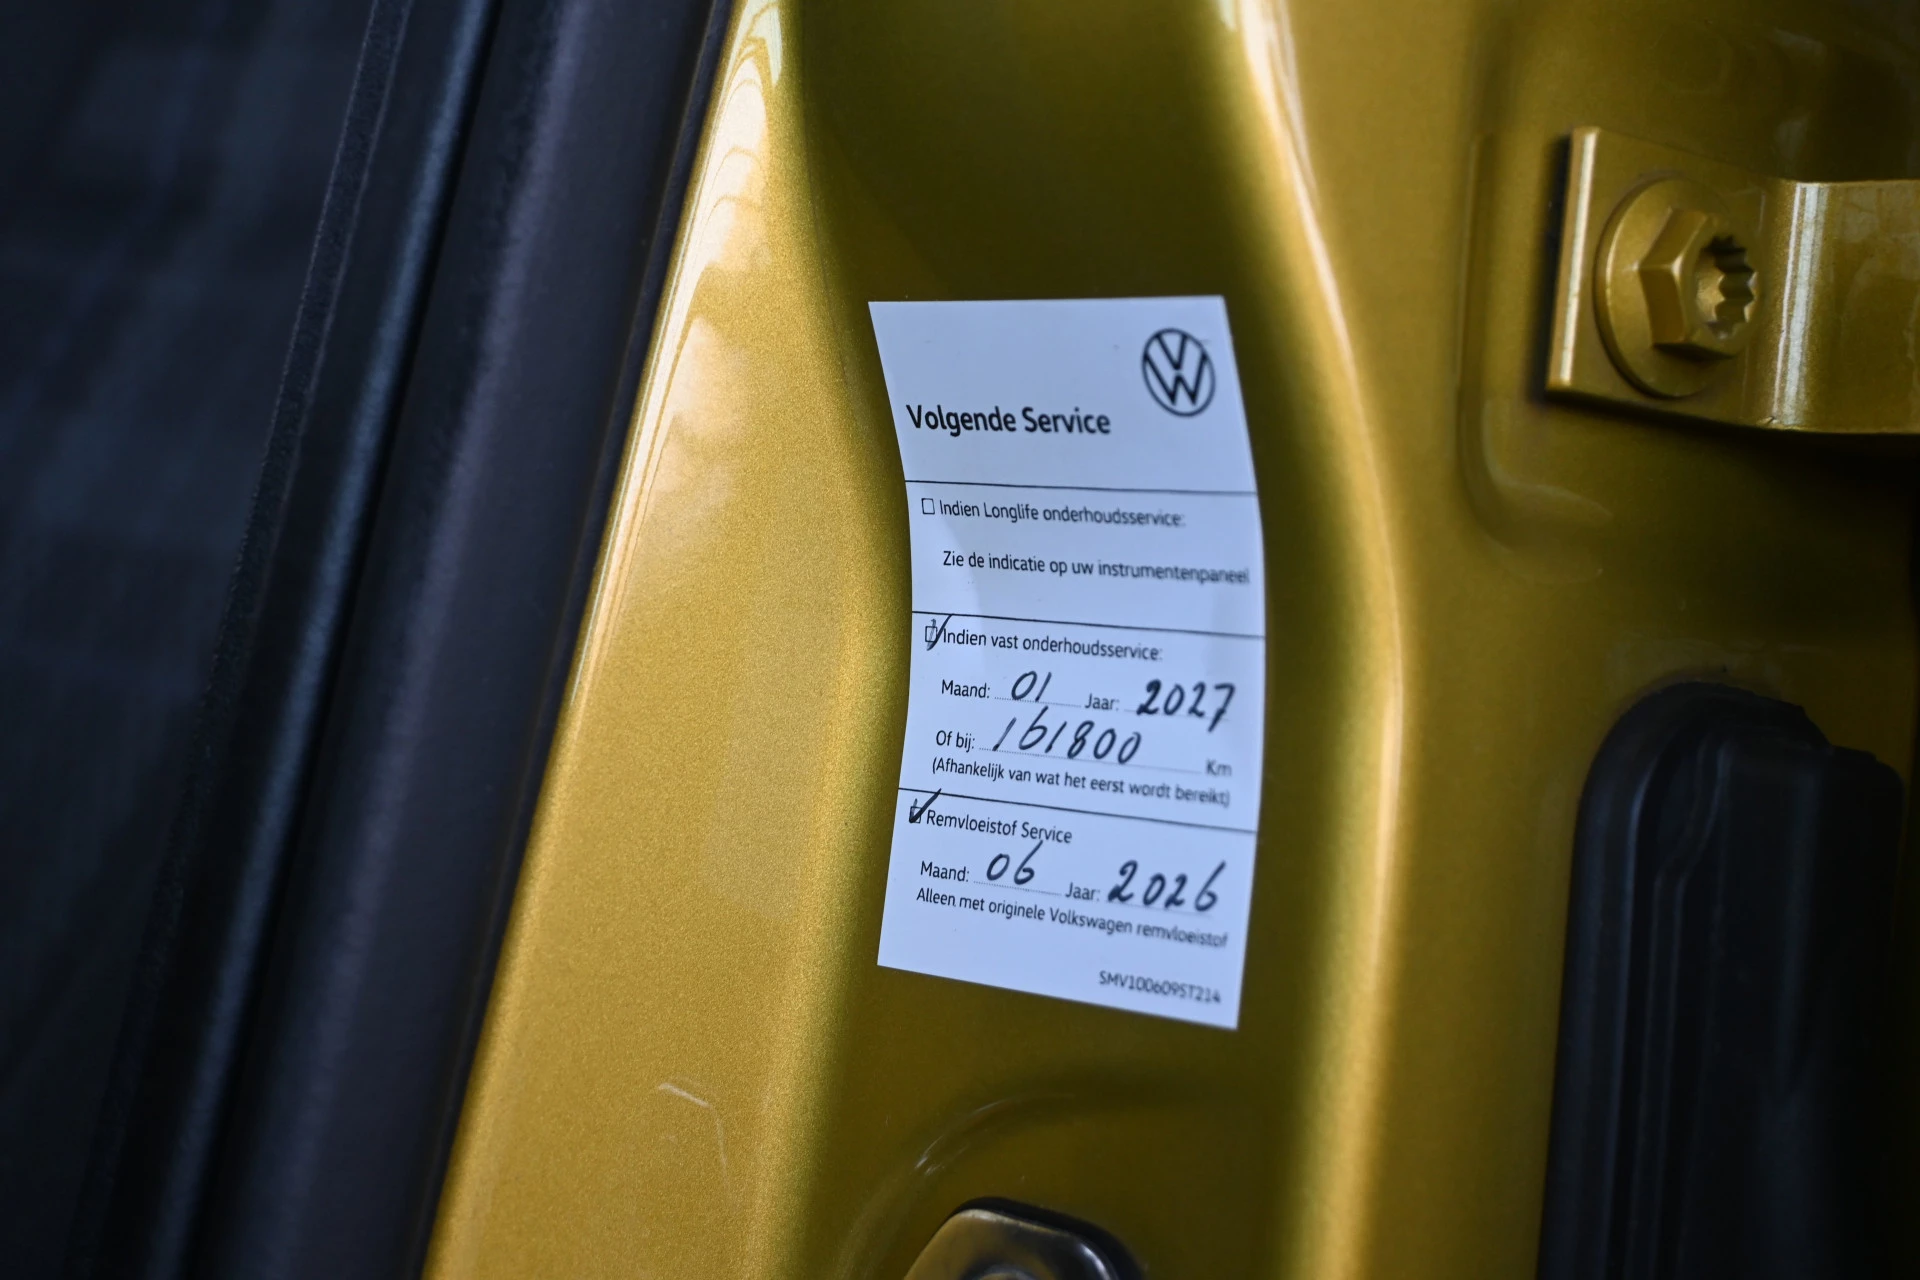 Volgende Service
Indien Longlife onderhoudsservice:
Zie de indicatie op uw instrumentenpaneel
Indien vast onderhoudsservice:
Maand: 01 Jaar: 2027
Of bij: 161800 Km
(Afhankelijk van wat het eerst wordt bereikt)
Remvloeistof Service
Maand: 06 Jaar: 2026
Alleen met originele Volkswagen remvloeistof
SMV100609ST214